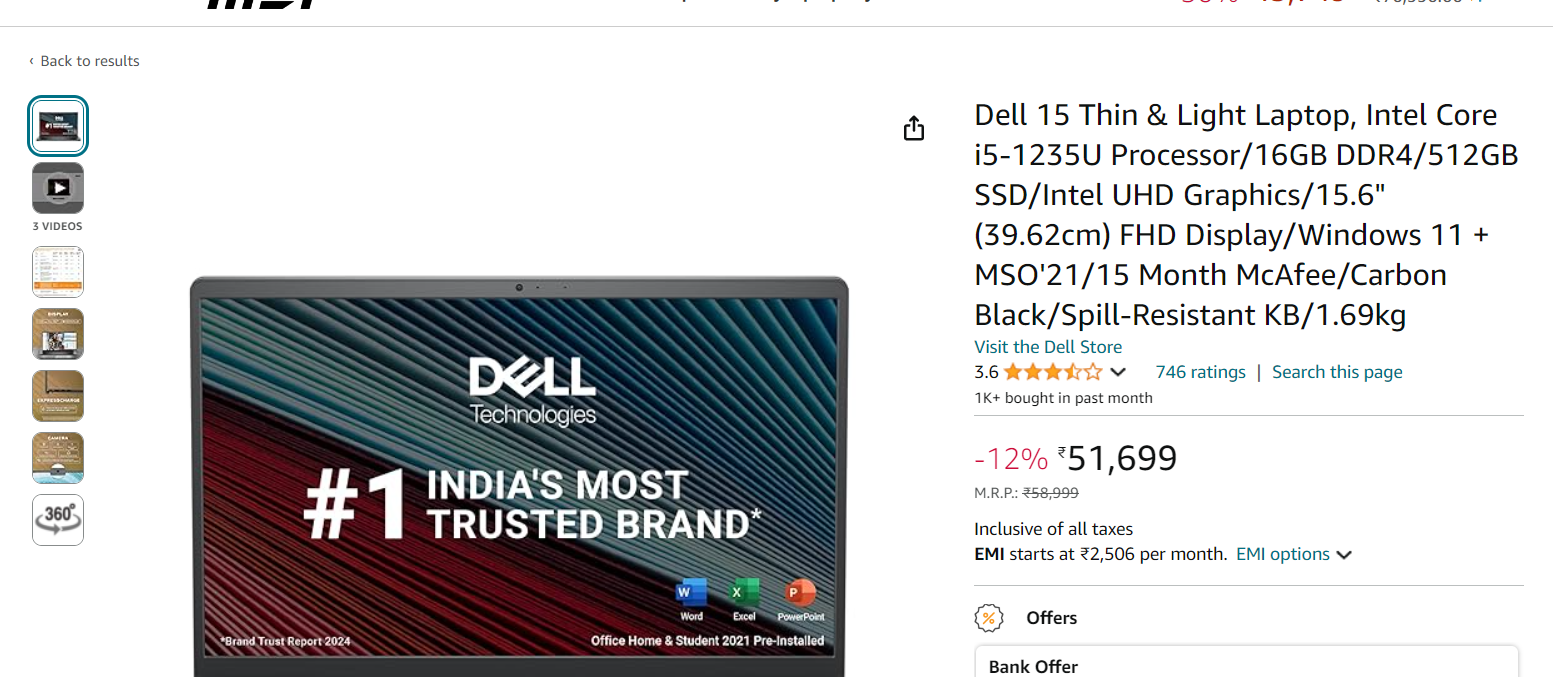 ‹ Back to results
3 VIDEOS
DISPLAY
EXPRESSCHARGE
CAMERA
360°
DELL
Technologies
#1 INDIA'S MOST
TRUSTED BRAND*
Word Excel PowerPoint
*Brand Trust Report 2024
Office Home & Student 2021 Pre-Installed
Dell 15 Thin & Light Laptop, Intel Core
i5-1235U Processor/16GB DDR4/512GB
SSD/Intel UHD Graphics/15.6"
(39.62cm) FHD Display/Windows 11 +
MSO'21/15 Month McAfee/Carbon
Black/Spill-Resistant KB/1.69kg
Visit the Dell Store
3.6 746 ratings | Search this page
1K+ bought in past month
-12% ₹51,699
M.R.P.: ₹58,999
Inclusive of all taxes
EMI starts at ₹2,506 per month. EMI options
Offers
Bank Offer